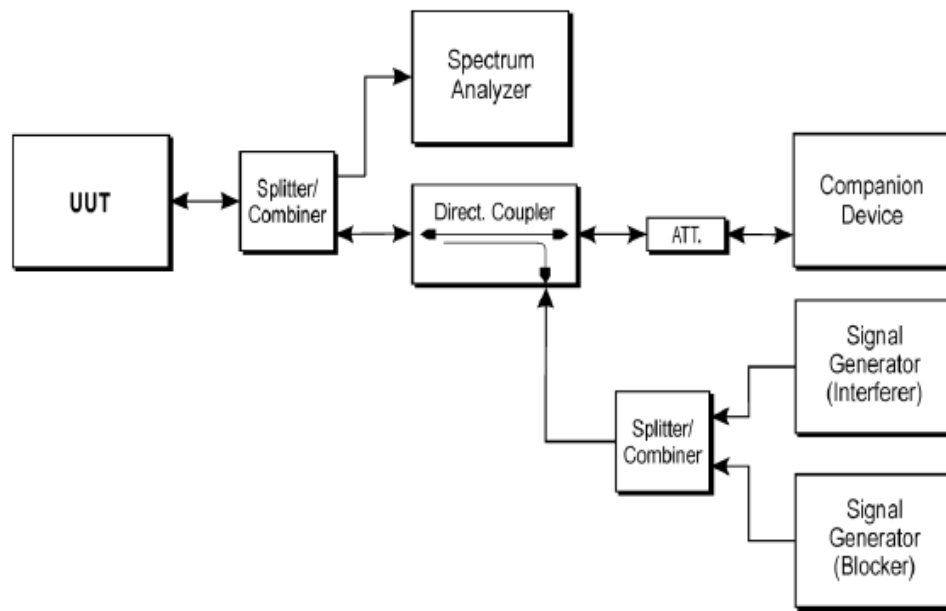 Spectrum
Analyzer
UUT
Splitter/
Combiner
Direct. Coupler
ATT.
Companion
Device
Signal
Generator
(Interferer)
Splitter/
Combiner
Signal
Generator
(Blocker)